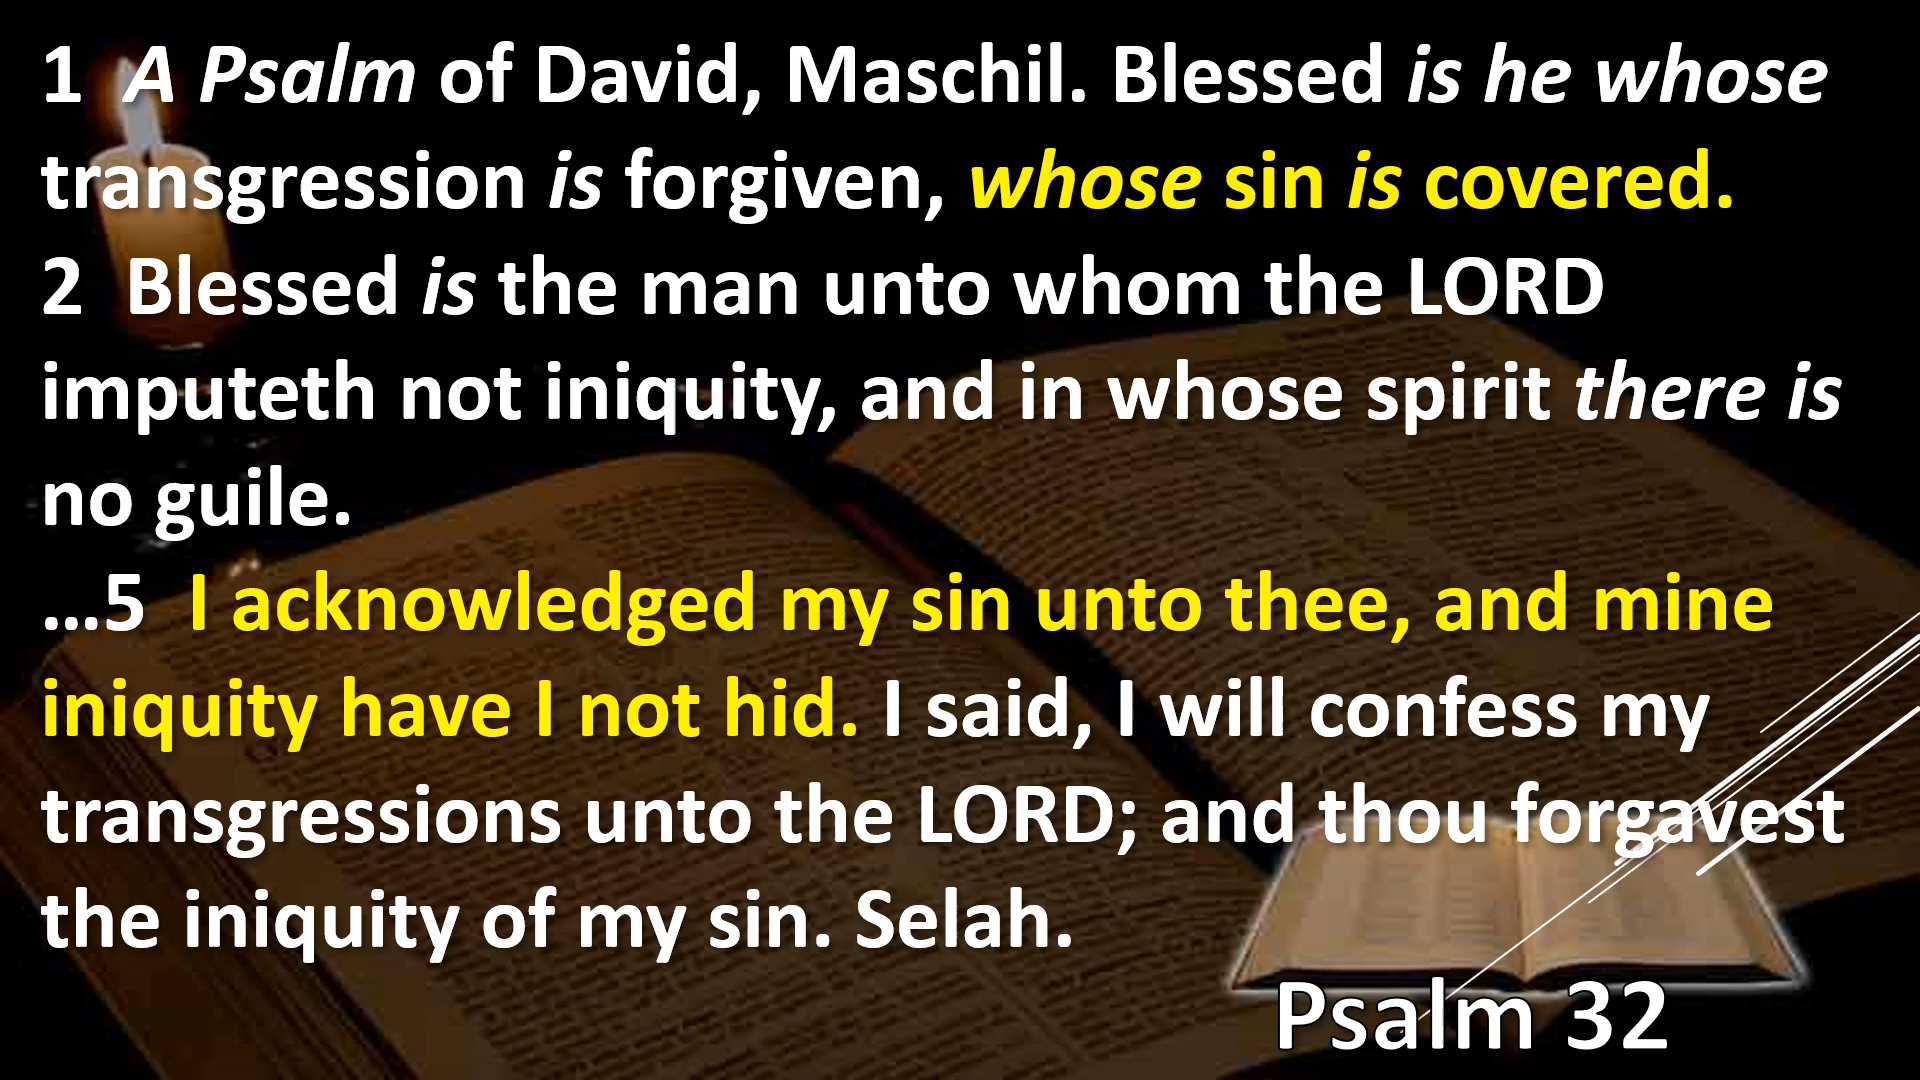 1 A Psalm of David, Maschil. Blessed is he whose
transgression is forgiven, whose sin is covered.
2 Blessed is the man unto whom the LORD
imputeth not iniquity, and in whose spirit there is
no guile.
…5 I acknowledged my sin unto thee, and mine
iniquity have I not hid. I said, I will confess my
transgressions unto the LORD; and thou forgavest
the iniquity of my sin. Selah.
Psalm 32